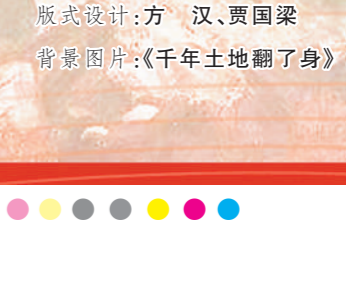 版式设计:方　汉、贾国梁
背景图片:《千年土地翻了身》